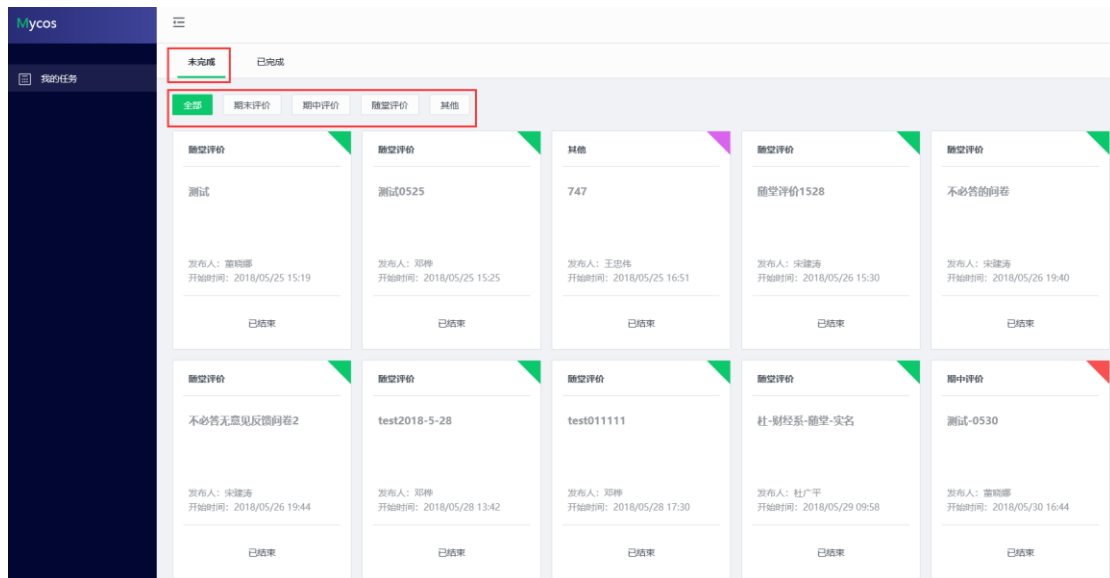 Mycos
我的任务
未完成 已完成
全部 期末评价 期中评价 随堂评价 其他
随堂评价 随堂评价 其他 随堂评价 随堂评价
测试 测试0525 747 随堂评价1528 不必答的问卷
发布人：董晓娜 发布人：邓桦 发布人：王忠伟 发布人：宋建涛 发布人：宋建涛
开始时间：2018/05/25 15:19 开始时间：2018/05/25 15:25 开始时间：2018/05/25 16:51 开始时间：2018/05/26 15:30 开始时间：2018/05/26 19:40
已结束 已结束 已结束 已结束 已结束
随堂评价 随堂评价 随堂评价 随堂评价 期中评价
不必答无意见反馈问卷2 test2018-5-28 test011111 杜-财经系-随堂-实名 测试-0530
发布人：宋建涛 发布人：邓桦 发布人：邓桦 发布人：杜广平 发布人：董晓娜
开始时间：2018/05/26 19:44 开始时间：2018/05/28 13:42 开始时间：2018/05/28 17:30 开始时间：2018/05/29 09:58 开始时间：2018/05/30 16:44
已结束 已结束 已结束 已结束 已结束